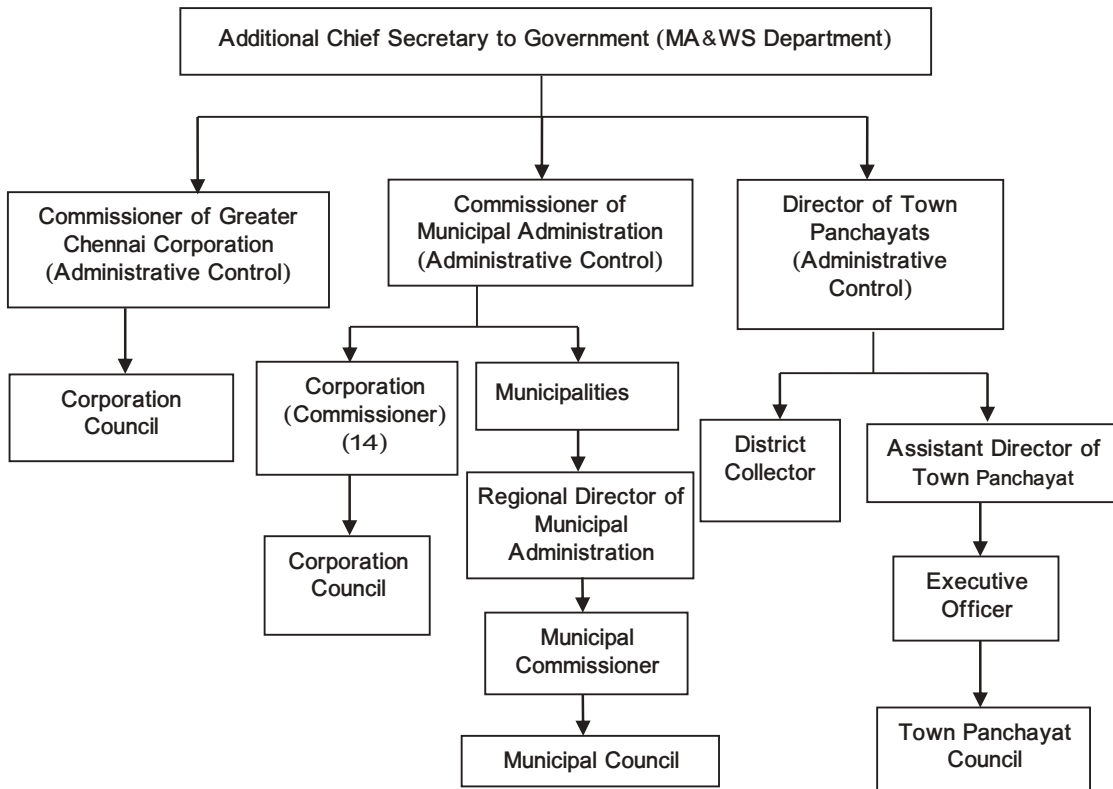 Additional Chief Secretary to Government (MA&WS Department)
Commissioner of Greater
Chennai Corporation
(Administrative Control)
Commissioner of
Municipal Administration
(Administrative Control)
Director of Town
Panchayats
(Administrative
Control)
Corporation
Council
Corporation
(Commissioner)
(14)
Municipalities
District
Collector
Assistant Director of
Town Panchayat
Regional Director of
Municipal
Administration
Corporation
Council
Executive
Officer
Municipal
Commissioner
Town Panchayat
Council
Municipal Council